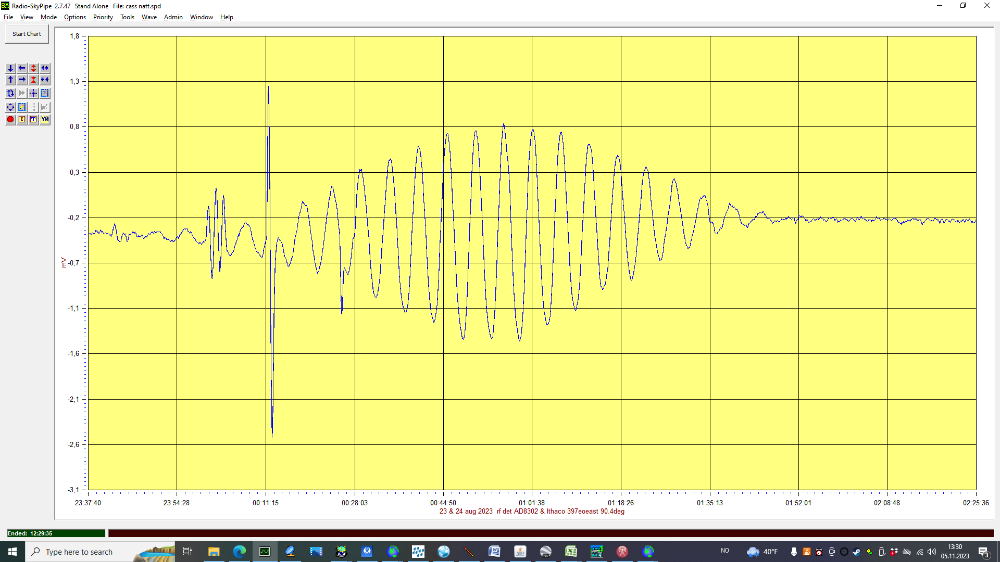 Radio-SkyPipe 2.7.47 Stand Alone File: cass natt.spd
File View Mode Options Priority Tools Wave Admin Window Help
Start Chart
1,8
1,3
0,8
0,3
-0,2
-0,7
-1,1
-1,6
-2,1
-2,6
-3,1
mV
23:37:40 23:54:28 00:11:15 00:28:03 00:44:50 01:01:38 01:18:26 01:35:13 01:52:01 02:08:48 02:25:36
23 & 24 aug 2023 rf det AD8302 & Ithaco 397eoeast 90.4deg
Ended: 12:29:35
Type here to search
NO
40°F
13:30
05.11.2023
3